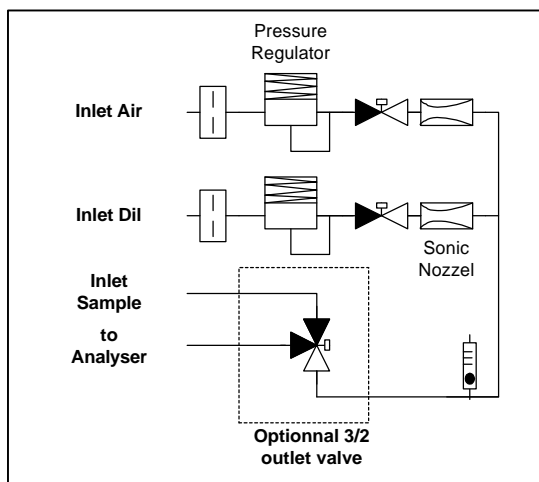 Pressure
Regulator
Inlet Air
Inlet Dil
Sonic
Nozzel
Inlet
Sample
to
Analyser
Optionnal 3/2
outlet valve